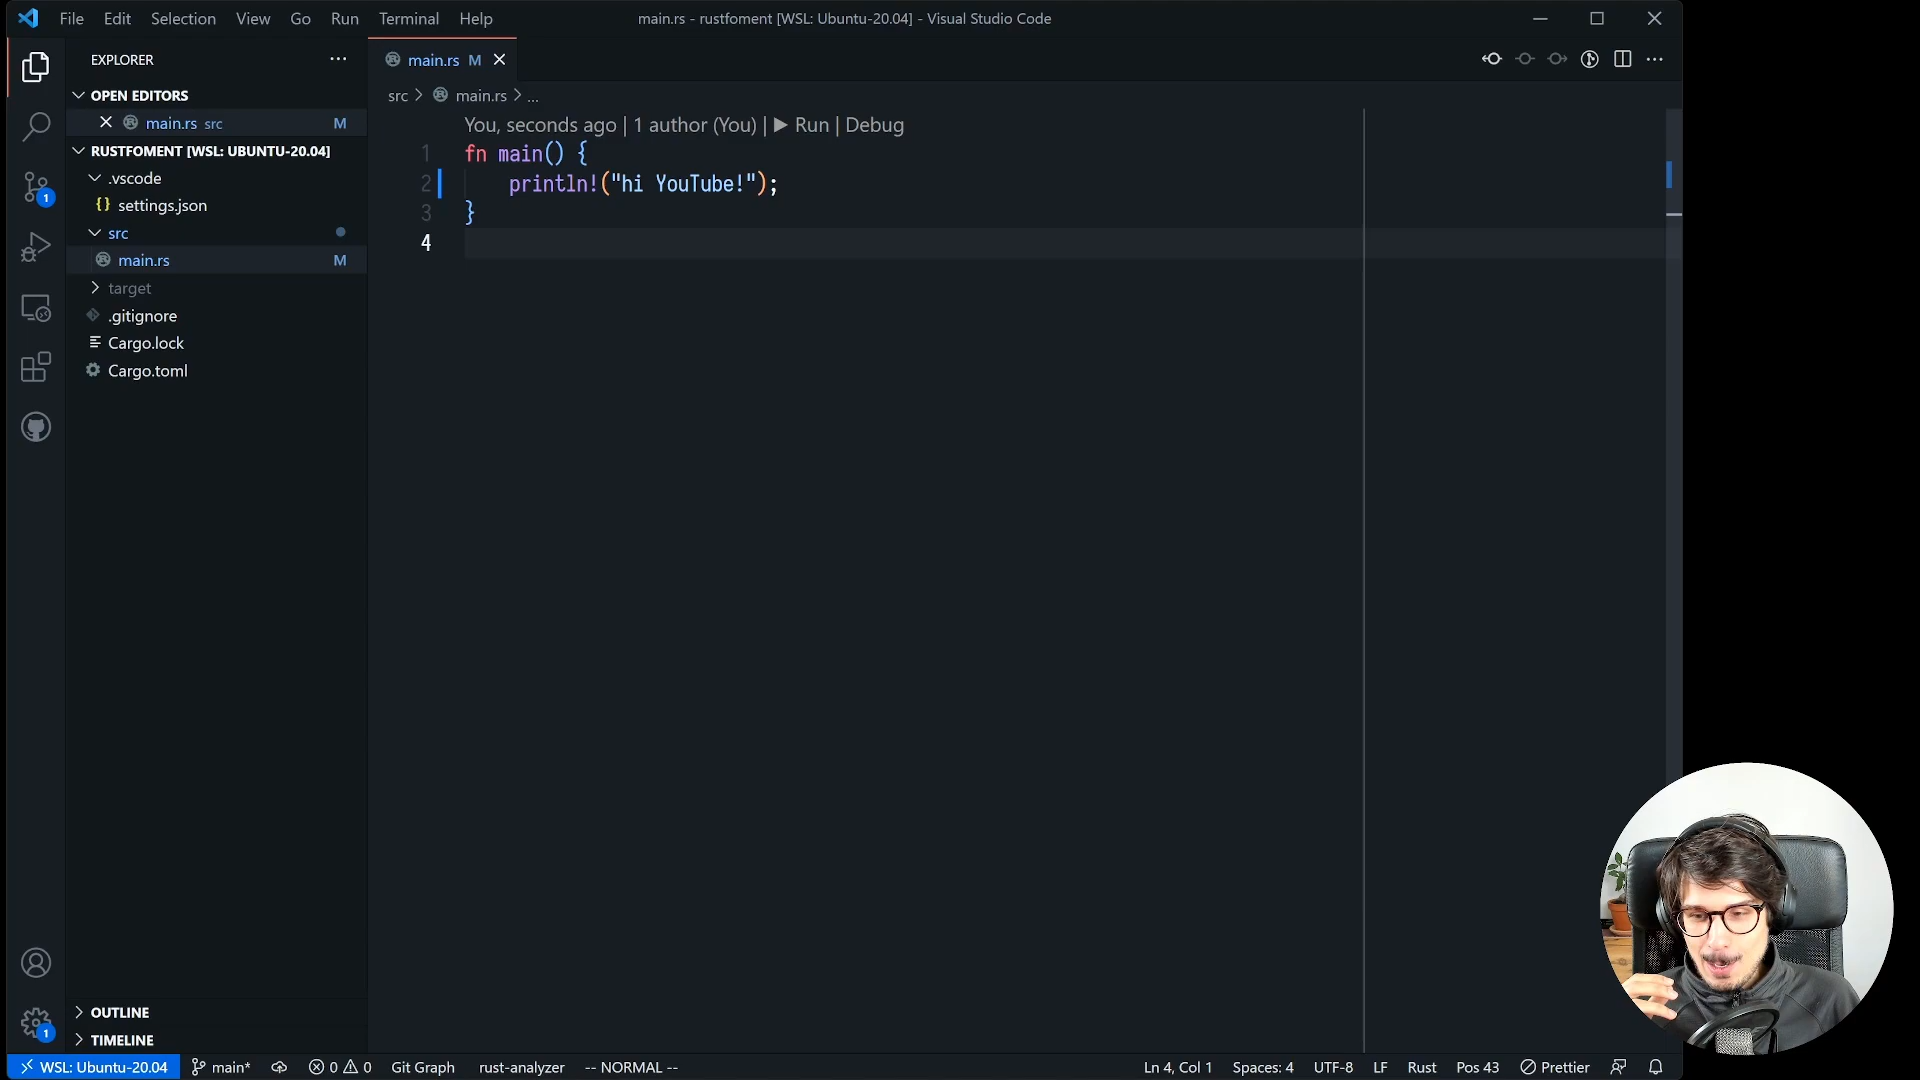 File Edit Selection View Go Run Terminal Help
main.rs - rustfoment [WSL: Ubuntu-20.04] - Visual Studio Code
EXPLORER
main.rs M
OPEN EDITORS
src main.rs ...
main.rs src M
You, seconds ago | 1 author (You) | Run | Debug
RUSTFOMENT [WSL: UBUNTU-20.04]
1 fn main() {
.vscode
2 println!("hi YouTube!");
{} settings.json
3 }
src
4
main.rs M
target
.gitignore
Cargo.lock
Cargo.toml
1
OUTLINE
1
TIMELINE
WSL: Ubuntu-20.04 main* 0 0 Git Graph rust-analyzer -- NORMAL -- Ln 4, Col 1 Spaces: 4 UTF-8 LF Rust Pos 43 Prettier